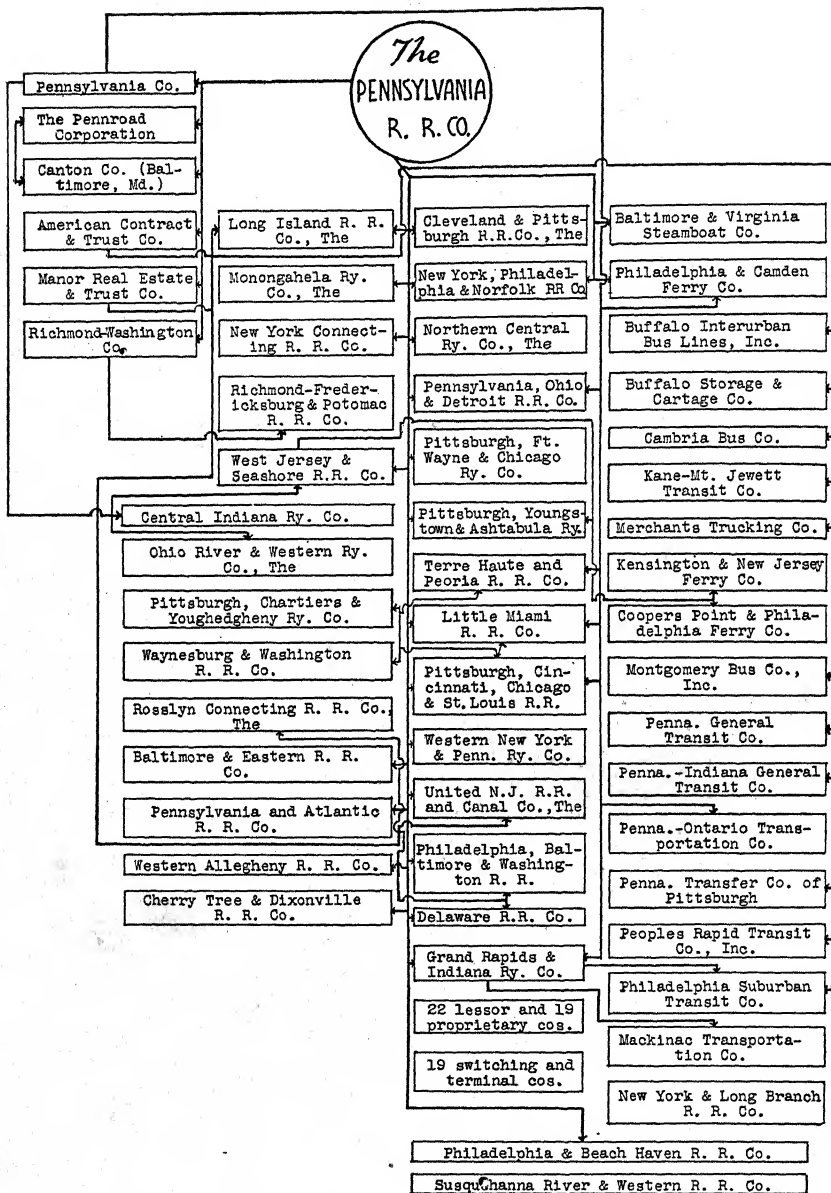 The
PENNSYLVANIA
R. R. CO.
Pennsylvania Co.
The Pennroad
Corporation
Canton Co. (Bal-
timore, Md.)
American Contract
& Trust Co.
Manor Real Estate
& Trust Co.
Richmond-Washington
Co.
Long Island R. R.
Co., The
Monongahela Ry.
Co., The
New York Connect-
ing R. R. Co.
Richmond-Freder-
icksburg & Potomac
R. R. Co.
West Jersey &
Seashore R.R. Co.
Central Indiana Ry. Co.
Ohio River & Western Ry.
Co., The
Pittsburgh, Chartiers &
Youghedgheny Ry. Co.
Waynesburg & Washington
R. R. Co.
Rosslyn Connecting R. R. Co.,
The
Baltimore & Eastern R. R.
Co.
Pennsylvania and Atlantic
R. R. Co.
Western Allegheny R. R. Co.
Cherry Tree & Dixonville
R. R. Co.
Cleveland & Pitts-
burgh R.R.Co., The
New York, Philadel-
phia & Norfolk RR Co
Northern Central
Ry. Co., The
Pennsylvania, Ohio
& Detroit R.R. Co.
Pittsburgh, Ft.
Wayne & Chicago
Ry. Co.
Pittsburgh, Youngs-
town & Ashtabula Ry.
Terre Haute and
Peoria R. R. Co.
Little Miami
R. R. Co.
Pittsburgh, Cin-
cinnati, Chicago
& St. Louis R.R.
Western New York
& Penn. Ry. Co.
United N.J. R.R.
and Canal Co., The
Philadelphia, Bal-
timore & Washing-
ton R. R.
Delaware R.R. Co.
Grand Rapids &
Indiana Ry. Co.
22 lessor and 19
proprietary cos.
19 switching and
terminal cos.
Baltimore & Virginia
Steamboat Co.
Philadelphia & Camden
Ferry Co.
Buffalo Interurban
Bus Lines, Inc.
Buffalo Storage &
Cartage Co.
Cambria Bus Co.
Kane-Mt. Jewett
Transit Co.
Merchants Trucking Co.
Kensington & New Jersey
Ferry Co.
Coopers Point & Phila-
delphia Ferry Co.
Montgomery Bus Co.,
Inc.
Penna. General
Transit Co.
Penna.-Indiana General
Transit Co.
Penna.-Ontario Trans-
portation Co.
Penna. Transfer Co. of
Pittsburgh
Peoples Rapid Transit
Co., Inc.
Philadelphia Suburban
Transit Co.
Mackinac Transporta-
tion Co.
New York & Long Branch
R. R. Co.
Philadelphia & Beach Haven R. R. Co.
Susquehanna River & Western R. R. Co.